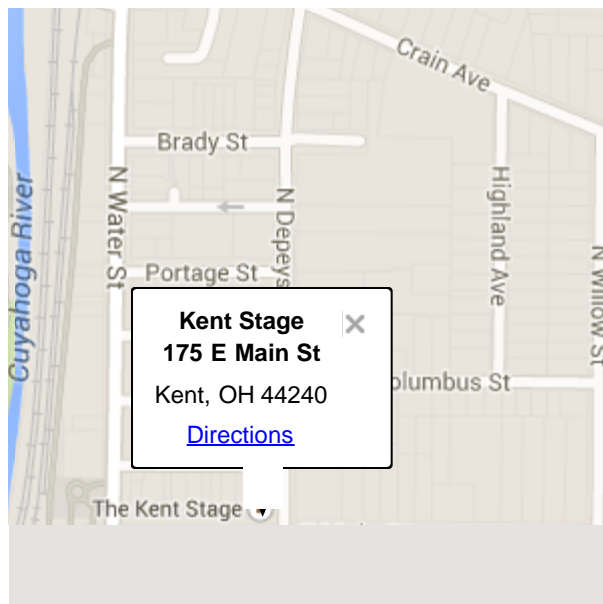 Crain Ave
Brady St
N Water St
N Depeys
Highland Ave
Cuyahoga River
N Willow St
Portage St
Kent Stage
175 E Main St
Kent, OH 44240
Directions
olumbus St
The Kent Stage